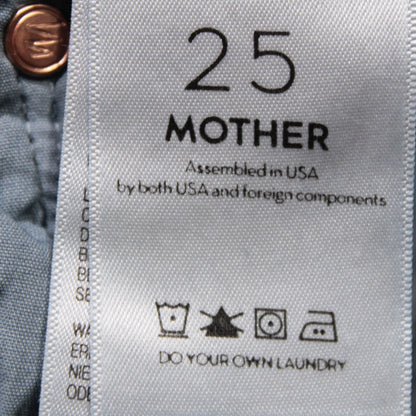 25
MOTHER
Assembled in USA
by both USA and foreign components
DO YOUR OWN LAUNDRY